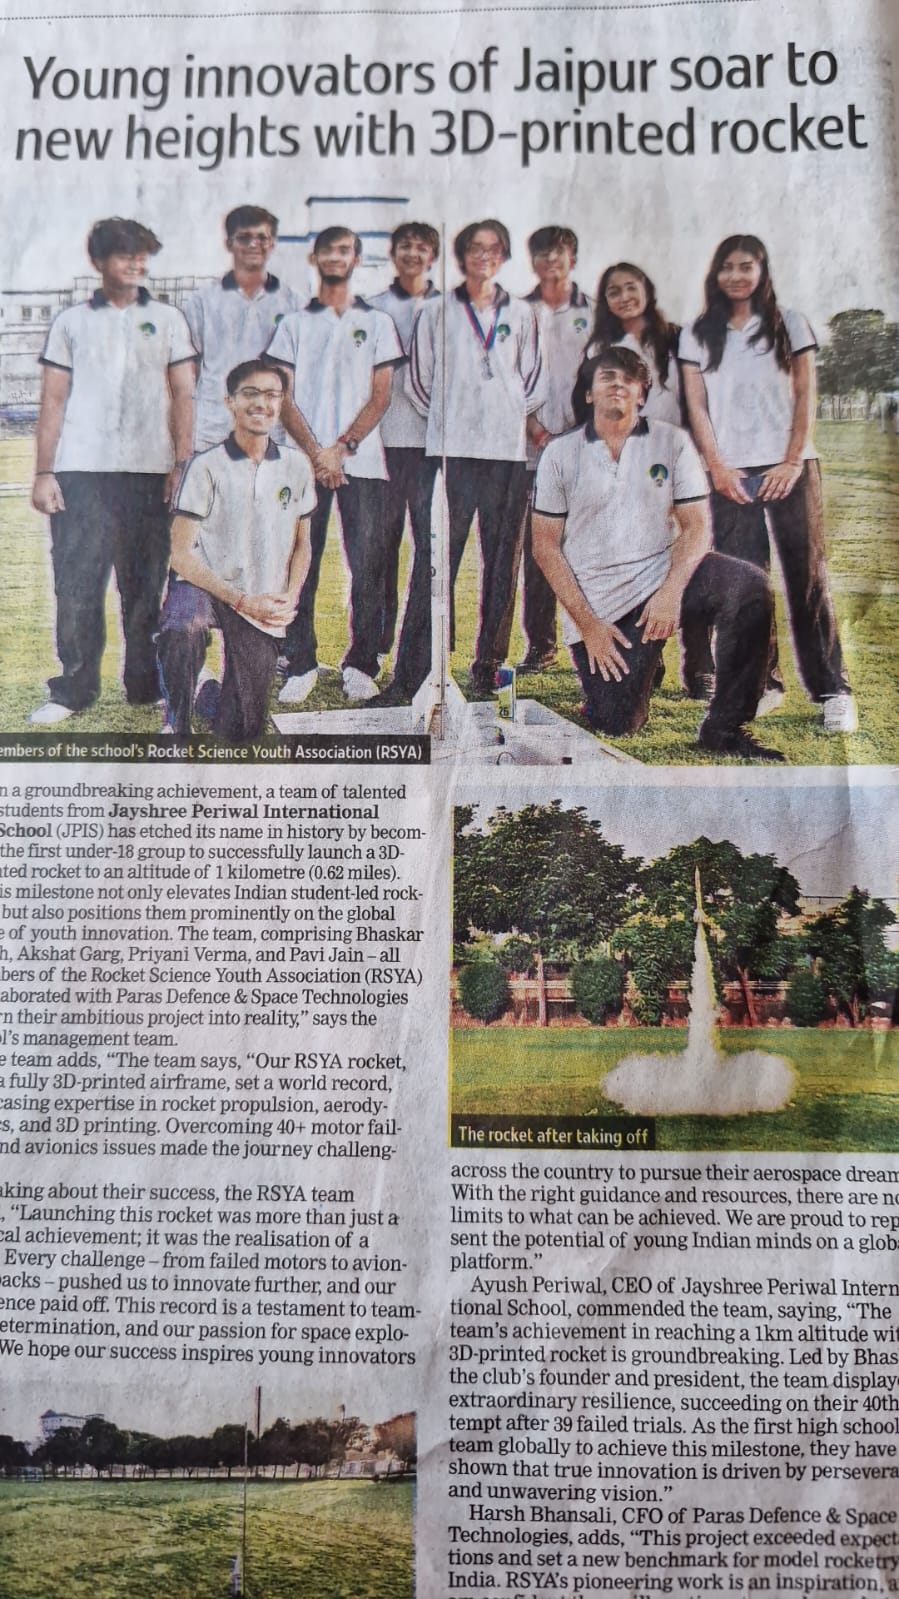 Young innovators of Jaipur soar to
new heights with 3D-printed rocket
embers of the school's Rocket Science Youth Association (RSYA)
n a groundbreaking achievement, a team of talented
students from Jayshree Periwal International
School (JPIS) has etched its name in history by becom-
the first under-18 group to successfully launch a 3D-
ted rocket to an altitude of 1 kilometre (0.62 miles).
is milestone not only elevates Indian student-led rock-
but also positions them prominently on the global
e of youth innovation. The team, comprising Bhaskar
h, Akshat Garg, Priyani Verma, and Pavi Jain – all
bers of the Rocket Science Youth Association (RSYA)
aborated with Paras Defence & Space Technologies
rn their ambitious project into reality," says the
ol's management team.
e team adds, "The team says, "Our RSYA rocket,
a fully 3D-printed airframe, set a world record,
casing expertise in rocket propulsion, aerody-
cs, and 3D printing. Overcoming 40+ motor fail-
nd avionics issues made the journey challeng-
aking about their success, the RSYA team
, "Launching this rocket was more than just a
cal achievement; it was the realisation of a
Every challenge – from failed motors to avion-
packs – pushed us to innovate further, and our
ence paid off. This record is a testament to team-
etermination, and our passion for space explo-
We hope our success inspires young innovators
The rocket after taking off
across the country to pursue their aerospace dream
With the right guidance and resources, there are no
limits to what can be achieved. We are proud to rep
sent the potential of young Indian minds on a glob
platform."
Ayush Periwal, CEO of Jayshree Periwal Intern
tional School, commended the team, saying, "The
team's achievement in reaching a 1km altitude wit
3D-printed rocket is groundbreaking. Led by Bhas
the club's founder and president, the team display
extraordinary resilience, succeeding on their 40th
tempt after 39 failed trials. As the first high school
team globally to achieve this milestone, they have
shown that true innovation is driven by persevera
and unwavering vision."
Harsh Bhansali, CFO of Paras Defence & Space
Technologies, adds, "This project exceeded expect
tions and set a new benchmark for model rocketry
India. RSYA's pioneering work is an inspiration, a